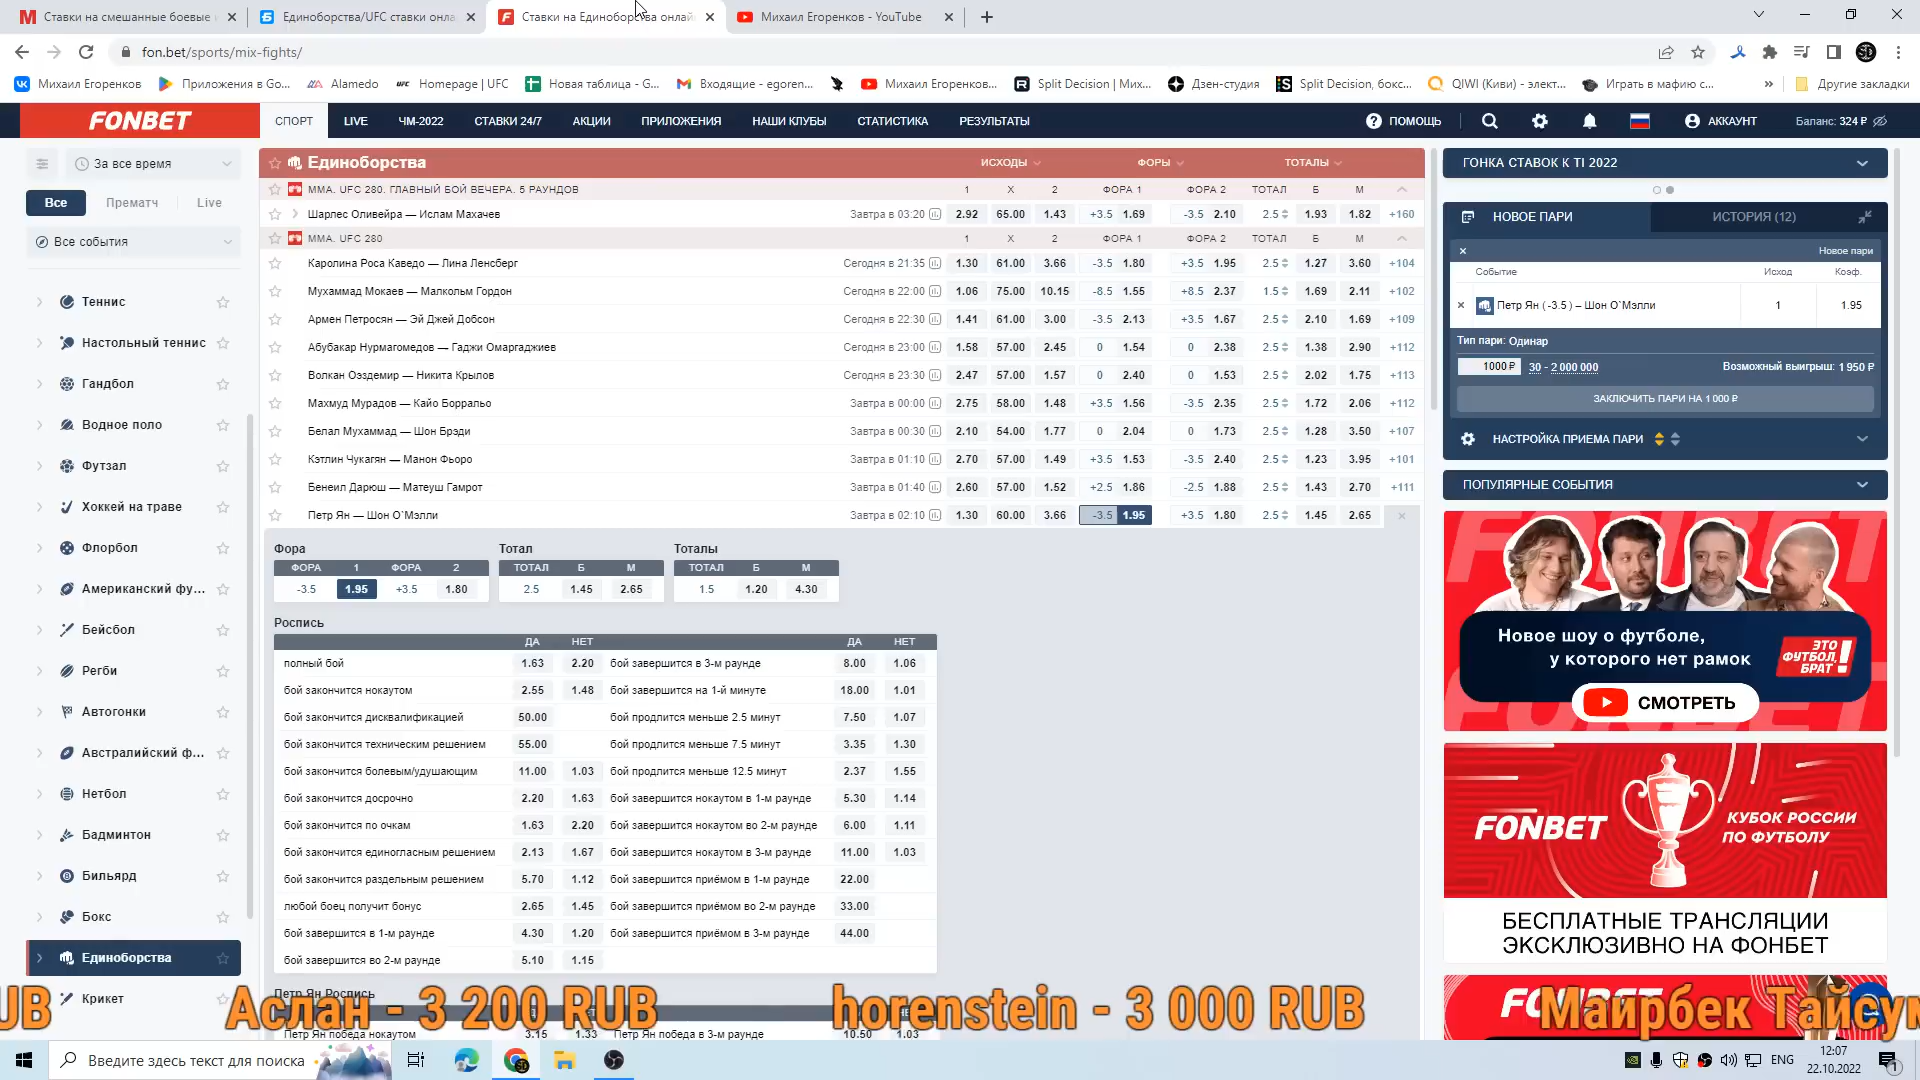 Ставки на смешанные боевые
Единоборства/UFC ставки онла
Ставки на Единоборства онлай
Михаил Егоренков - YouTube
fon.bet/sports/mix-fights/
Михаил Егоренков
Приложения в Go...
Alamedo
Homepage | UFC
Новая таблица - G...
Входящие - egoren...
Михаил Егоренков...
Split Decision | Мих...
Дзен-студия
Split Decision, бокс...
QIWI (Киви) - элект...
Играть в мафию с...
Другие закладки
FONBET
СПОРТ LIVE ЧМ-2022 СТАВКИ 24/7 АКЦИИ ПРИЛОЖЕНИЯ НАШИ КЛУБЫ СТАТИСТИКА РЕЗУЛЬТАТЫ
ПОМОЩЬ
АККАУНТ
Баланс: 324 ₽
За все время
Все Прематч Live
Все события
Теннис
Настольный теннис
Гандбол
Водное поло
Футзал
Хоккей на траве
Флорбол
Американский фу...
Бейсбол
Регби
Автогонки
Австралийский ф...
Нетбол
Бадминтон
Бильярд
Бокс
Единоборства
Крикет
Единоборства ИСХОДЫ ФОРЫ ТОТАЛЫ
ММА. UFC 280. ГЛАВНЫЙ БОЙ ВЕЧЕРА. 5 РАУНДОВ 1 X 2 ФОРА 1 ФОРА 2 ТОТАЛ Б М
Шарлес Оливейра — Ислам Махачев Завтра в 03:20 2.92 65.00 1.43 +3.5 1.69 -3.5 2.10 2.5 1.93 1.82 +160
ММА. UFC 280 1 X 2 ФОРА 1 ФОРА 2 ТОТАЛ Б М
Каролина Роса Каведо — Лина Ленсберг Сегодня в 21:35 1.30 61.00 3.66 -3.5 1.80 +3.5 1.95 2.5 1.27 3.60 +104
Мухаммад Мокаев — Малкольм Гордон Сегодня в 22:00 1.06 75.00 10.15 -8.5 1.55 +8.5 2.37 1.5 1.69 2.11 +102
Армен Петросян — Эй Джей Добсон Сегодня в 22:30 1.41 61.00 3.00 -3.5 2.13 +3.5 1.67 2.5 2.10 1.69 +109
Абубакар Нурмагомедов — Гаджи Омаргаджиев Сегодня в 23:00 1.58 57.00 2.45 0 1.54 0 2.38 2.5 1.38 2.90 +112
Волкан Оэздемир — Никита Крылов Сегодня в 23:30 2.47 57.00 1.57 0 2.40 0 1.53 2.5 2.02 1.75 +113
Махмуд Мурадов — Кайо Борральо Завтра в 00:00 2.75 58.00 1.48 +3.5 1.56 -3.5 2.35 2.5 1.72 2.06 +112
Белал Мухаммад — Шон Брэди Завтра в 00:30 2.10 54.00 1.77 0 2.04 0 1.73 2.5 1.28 3.50 +107
Кэтлин Чукагян — Манон Фьоро Завтра в 01:10 2.70 57.00 1.49 +3.5 1.53 -3.5 2.40 2.5 1.23 3.95 +101
Бенеил Дарюш — Матеуш Гамрот Завтра в 01:40 2.60 57.00 1.52 +2.5 1.86 -2.5 1.88 2.5 1.43 2.70 +111
Петр Ян — Шон О`Мэлли Завтра в 02:10 1.30 60.00 3.66 -3.5 1.95 +3.5 1.80 2.5 1.45 2.65
Фора Тотал Тоталы
ФОРА 1 ФОРА 2 ТОТАЛ Б М ТОТАЛ Б М
-3.5 1.95 +3.5 1.80 2.5 1.45 2.65 1.5 1.20 4.30
Роспись
ДА НЕТ ДА НЕТ
полный бой 1.63 2.20 бой завершится в 3-м раунде 8.00 1.06
бой закончится нокаутом 2.55 1.48 бой завершится на 1-й минуте 18.00 1.01
бой закончится дисквалификацией 50.00 бой продлится меньше 2.5 минут 7.50 1.07
бой закончится техническим решением 55.00 бой продлится меньше 7.5 минут 3.35 1.30
бой закончится болевым/удушающим 11.00 1.03 бой продлится меньше 12.5 минут 2.37 1.55
бой закончится досрочно 2.20 1.63 бой завершится нокаутом в 1-м раунде 5.30 1.14
бой закончится по очкам 1.63 2.20 бой завершится нокаутом во 2-м раунде 6.00 1.11
бой закончится единогласным решением 2.13 1.67 бой завершится нокаутом в 3-м раунде 11.00 1.03
бой закончится раздельным решением 5.70 1.12 бой завершится приёмом в 1-м раунде 22.00
любой боец получит бонус 2.65 1.45 бой завершится приёмом во 2-м раунде 33.00
бой завершится в 1-м раунде 4.30 1.20 бой завершится приёмом в 3-м раунде 44.00
бой завершится во 2-м раунде 5.10 1.15
Петр Ян Роспись
Петр Ян победа нокаутом 3.15 1.33 Петр Ян победа в 3-м раунде 10.50 1.03
ГОНКА СТАВОК К TI 2022
НОВОЕ ПАРИ ИСТОРИЯ (12)
Новое пари
Событие Исход Коэф.
Петр Ян ( -3.5 ) – Шон О`Мэлли 1 1.95
Тип пари: Одинар
1000 ₽ 30 - 2 000 000 Возможный выигрыш: 1 950 ₽
ЗАКЛЮЧИТЬ ПАРИ НА 1 000 ₽
НАСТРОЙКА ПРИЕМА ПАРИ
ПОПУЛЯРНЫЕ СОБЫТИЯ
FONBET
Новое шоу о футболе,
у которого нет рамок
ЭТО
ФУТБОЛ,
БРАТ!
СМОТРЕТЬ
FONBET
КУБОК РОССИИ
ПО ФУТБОЛУ
БЕСПЛАТНЫЕ ТРАНСЛЯЦИИ
ЭКСКЛЮЗИВНО НА ФОНБЕТ
UB Аслан - 3 200 RUB horenstein - 3 000 RUB Маирбек Тайсум
Введите здесь текст для поиска
ENG
12:07
22.10.2022
1